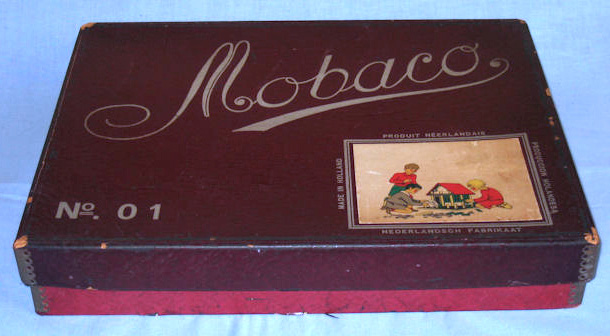 Mobaco
No. 01
PRODUIT NEERLANDAIS
MADE IN HOLLAND
PRODUCCION HOLANDESA
NEDERLANDSCH FABRIKAAT